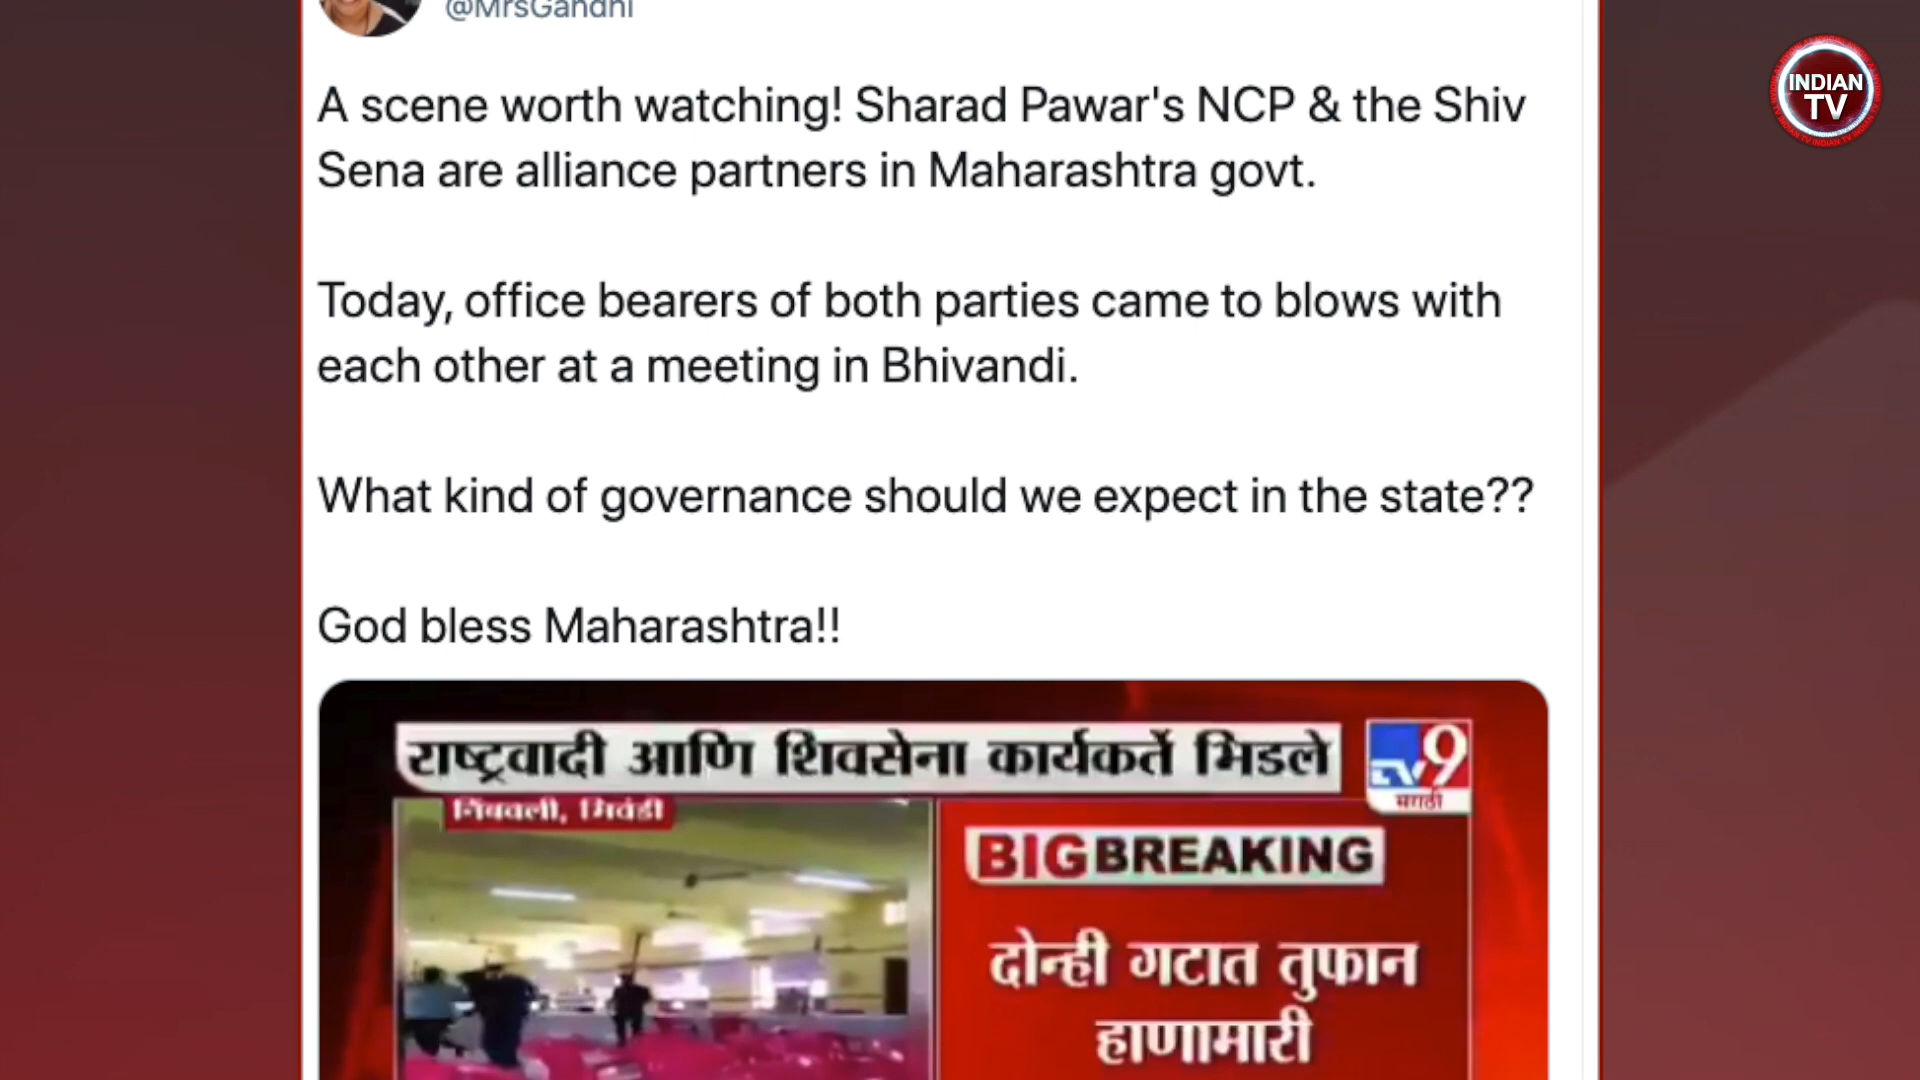 @MrsGandhi
INDIAN
TV
A scene worth watching! Sharad Pawar's NCP & the Shiv
Sena are alliance partners in Maharashtra govt.
Today, office bearers of both parties came to blows with
each other at a meeting in Bhivandi.
What kind of governance should we expect in the state??
God bless Maharashtra!!
राष्ट्रवादी आणि शिवसेना कार्यकर्ते भिडले
TV9
मराठी
निंबवली, भिवंडी
BIG BREAKING
दोन्ही गटात तुफान
हाणामारी